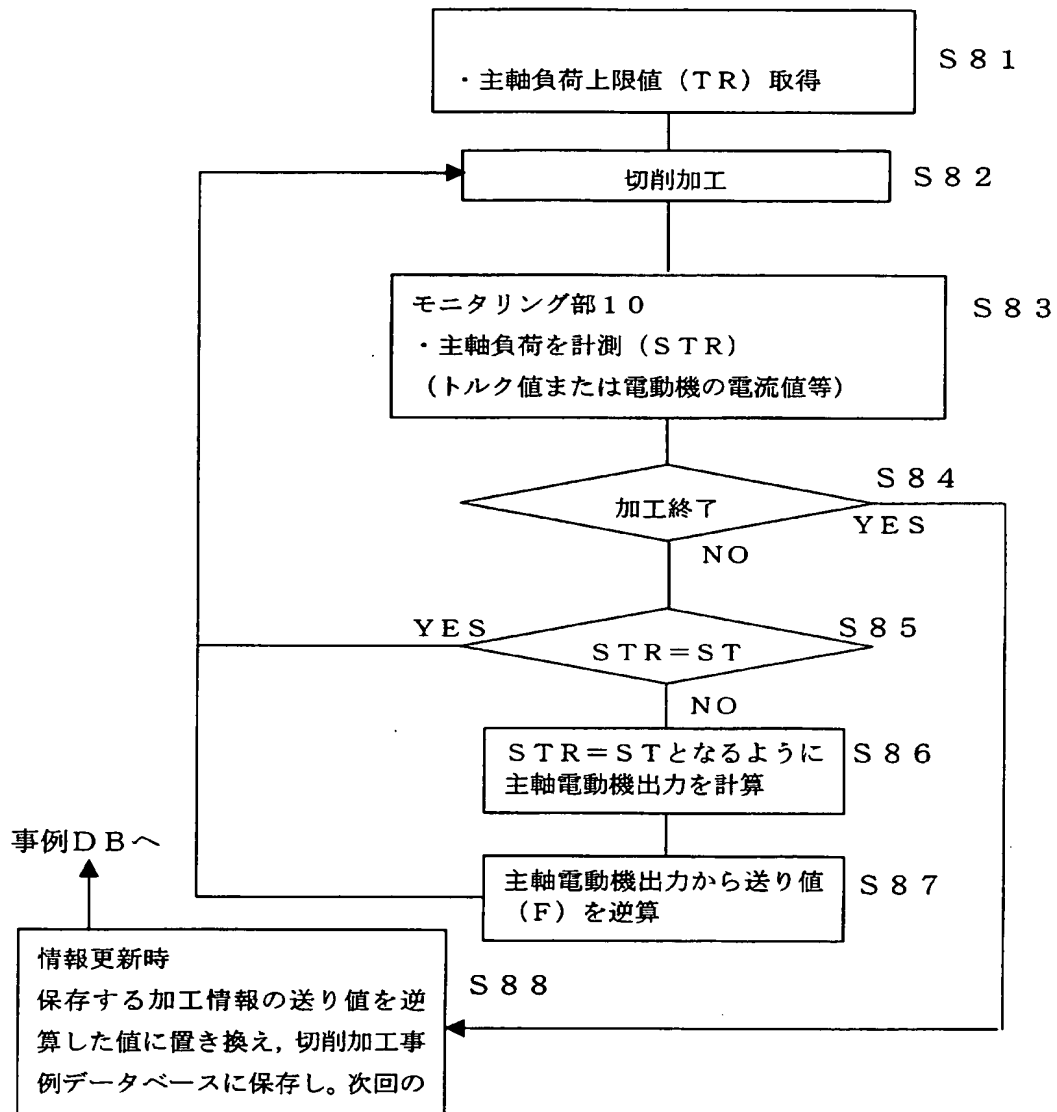 ・主軸負荷上限値（TR）取得
S81
切削加工
S82
モニタリング部10
・主軸負荷を計測（STR）
（トルク値または電動機の電流値等）
S83
加工終了
S84
YES
NO
STR＝ST
S85
YES
NO
STR＝STとなるように
主軸電動機出力を計算
S86
主軸電動機出力から送り値
（F）を逆算
S87
事例DBへ
情報更新時
保存する加工情報の送り値を逆
算した値に置き換え，切削加工事
例データベースに保存し。次回の
S88